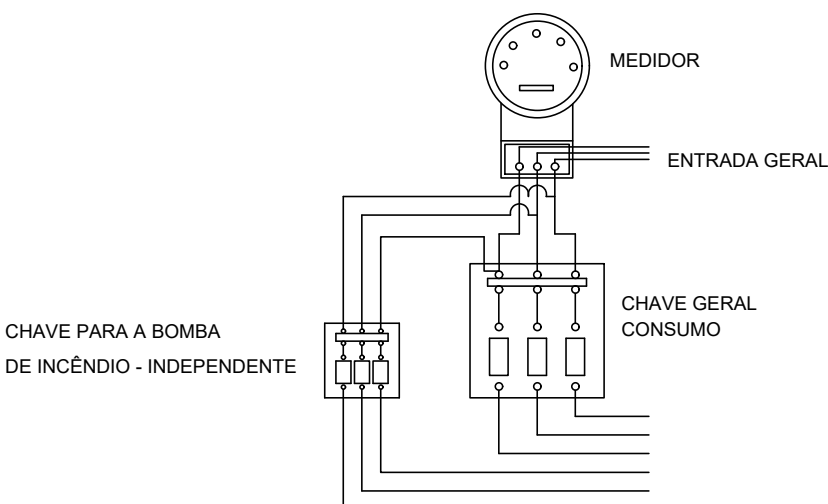 MEDIDOR
ENTRADA GERAL
CHAVE GERAL
CONSUMO
CHAVE PARA A BOMBA
DE INCÊNDIO - INDEPENDENTE